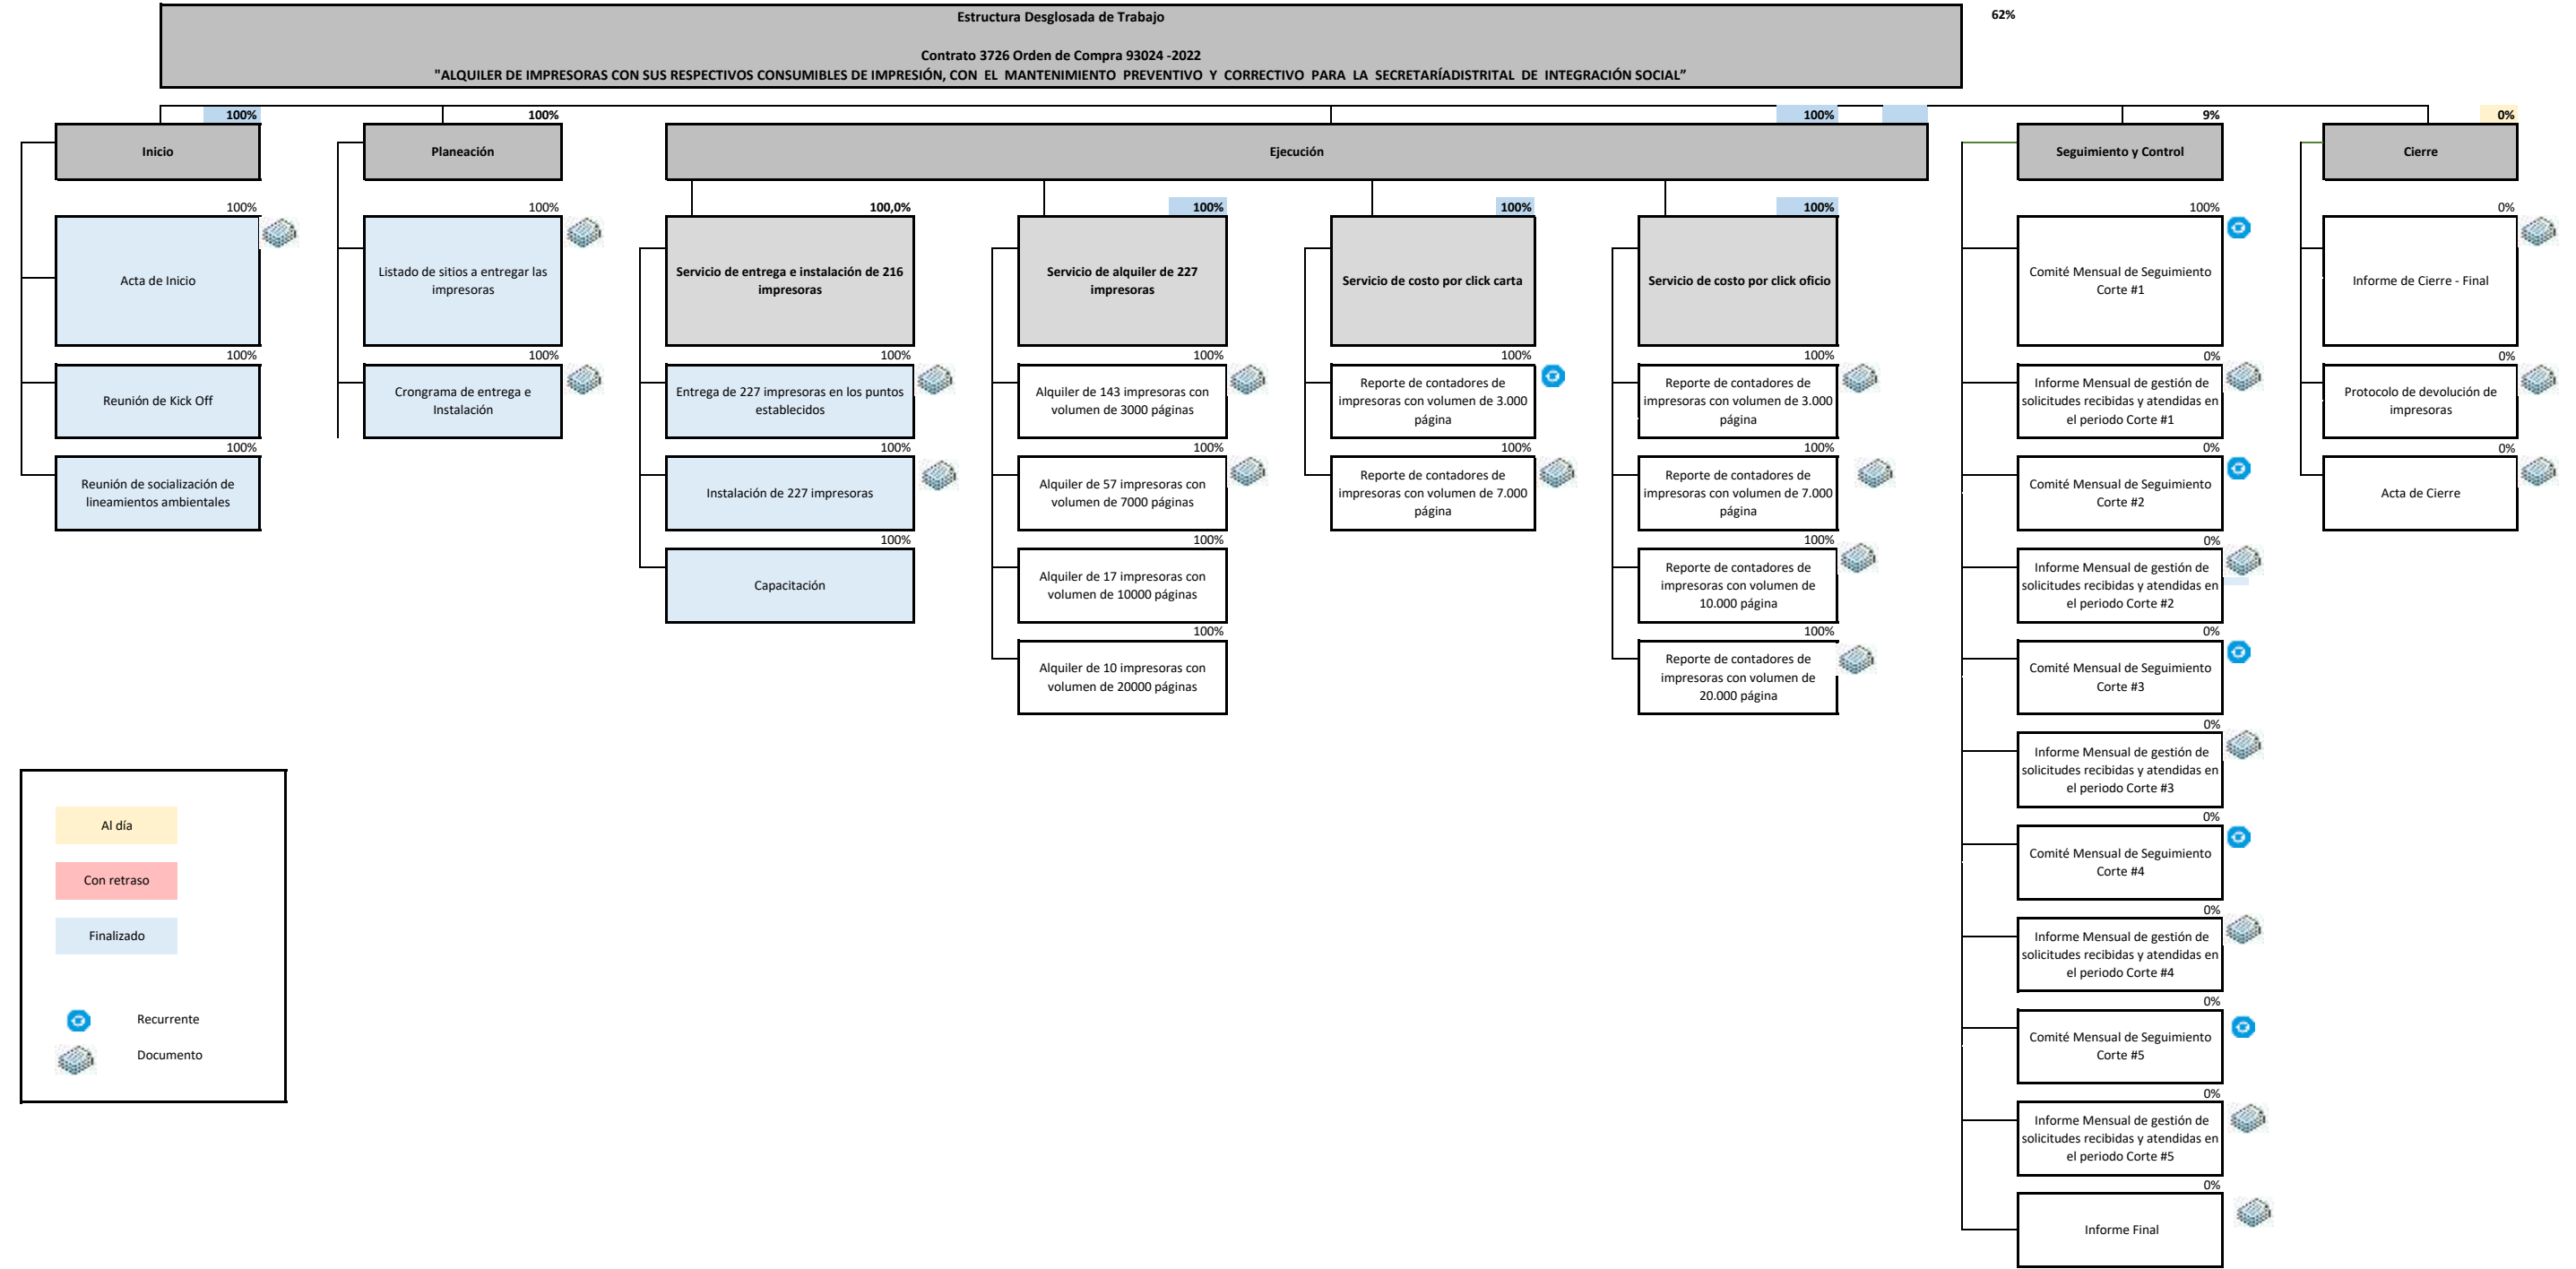 Estructura Desglosada de Trabajo
62%
Contrato 3726 Orden de Compra 93024 -2022
"ALQUILER DE IMPRESORAS CON SUS RESPECTIVOS CONSUMIBLES DE IMPRESIÓN, CON EL MANTENIMIENTO PREVENTIVO Y CORRECTIVO PARA LA SECRETARÍADISTRITAL DE INTEGRACIÓN SOCIAL”
100%
Inicio
100%
Acta de Inicio
100%
Reunión de Kick Off
100%
Reunión de socialización de
lineamientos ambientales
100%
Planeación
100%
Listado de sitios a entregar las
impresoras
100%
Crongrama de entrega e
Instalación
100%
Ejecución
100,0%
Servicio de entrega e instalación de 216
impresoras
100%
Entrega de 227 impresoras en los puntos
establecidos
100%
Instalación de 227 impresoras
100%
Capacitación
100%
Servicio de alquiler de 227
impresoras
100%
Alquiler de 143 impresoras con
volumen de 3000 páginas
100%
Alquiler de 57 impresoras con
volumen de 7000 páginas
100%
Alquiler de 17 impresoras con
volumen de 10000 páginas
100%
Alquiler de 10 impresoras con
volumen de 20000 páginas
100%
Servicio de costo por click carta
100%
Reporte de contadores de
impresoras con volumen de 3.000
página
100%
Reporte de contadores de
impresoras con volumen de 7.000
página
100%
Servicio de costo por click oficio
100%
Reporte de contadores de
impresoras con volumen de 3.000
página
100%
Reporte de contadores de
impresoras con volumen de 7.000
página
100%
Reporte de contadores de
impresoras con volumen de
10.000 página
100%
Reporte de contadores de
impresoras con volumen de
20.000 página
9%
Seguimiento y Control
100%
Comité Mensual de Seguimiento
Corte #1
0%
Informe Mensual de gestión de
solicitudes recibidas y atendidas en
el periodo Corte #1
0%
Comité Mensual de Seguimiento
Corte #2
0%
Informe Mensual de gestión de
solicitudes recibidas y atendidas en
el periodo Corte #2
0%
Comité Mensual de Seguimiento
Corte #3
0%
Informe Mensual de gestión de
solicitudes recibidas y atendidas en
el periodo Corte #3
0%
Comité Mensual de Seguimiento
Corte #4
0%
Informe Mensual de gestión de
solicitudes recibidas y atendidas en
el periodo Corte #4
0%
Comité Mensual de Seguimiento
Corte #5
0%
Informe Mensual de gestión de
solicitudes recibidas y atendidas en
el periodo Corte #5
0%
Informe Final
0%
Cierre
0%
Informe de Cierre - Final
0%
Protocolo de devolución de
impresoras
0%
Acta de Cierre
Al día
Con retraso
Finalizado
Recurrente
Documento